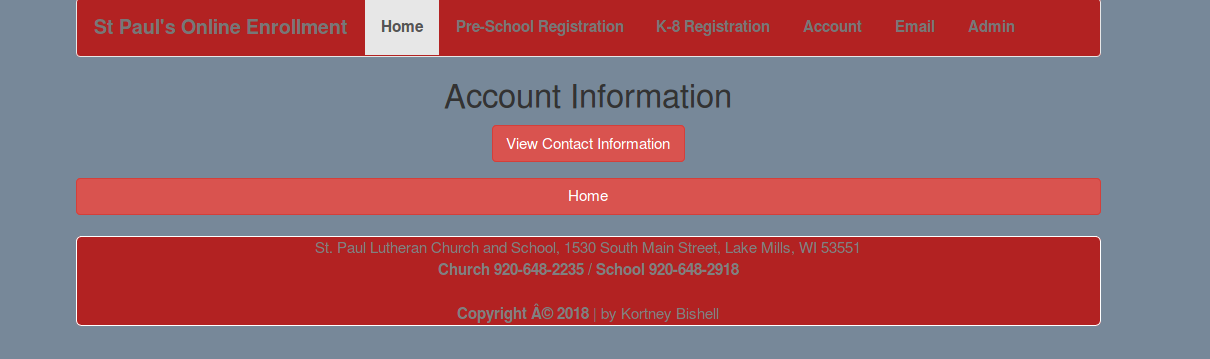 St Paul's Online Enrollment Home Pre-School Registration K-8 Registration Account Email Admin
Account Information
View Contact Information
Home
St. Paul Lutheran Church and School, 1530 South Main Street, Lake Mills, WI 53551
Church 920-648-2235 / School 920-648-2918
Copyright Â© 2018 | by Kortney Bishell